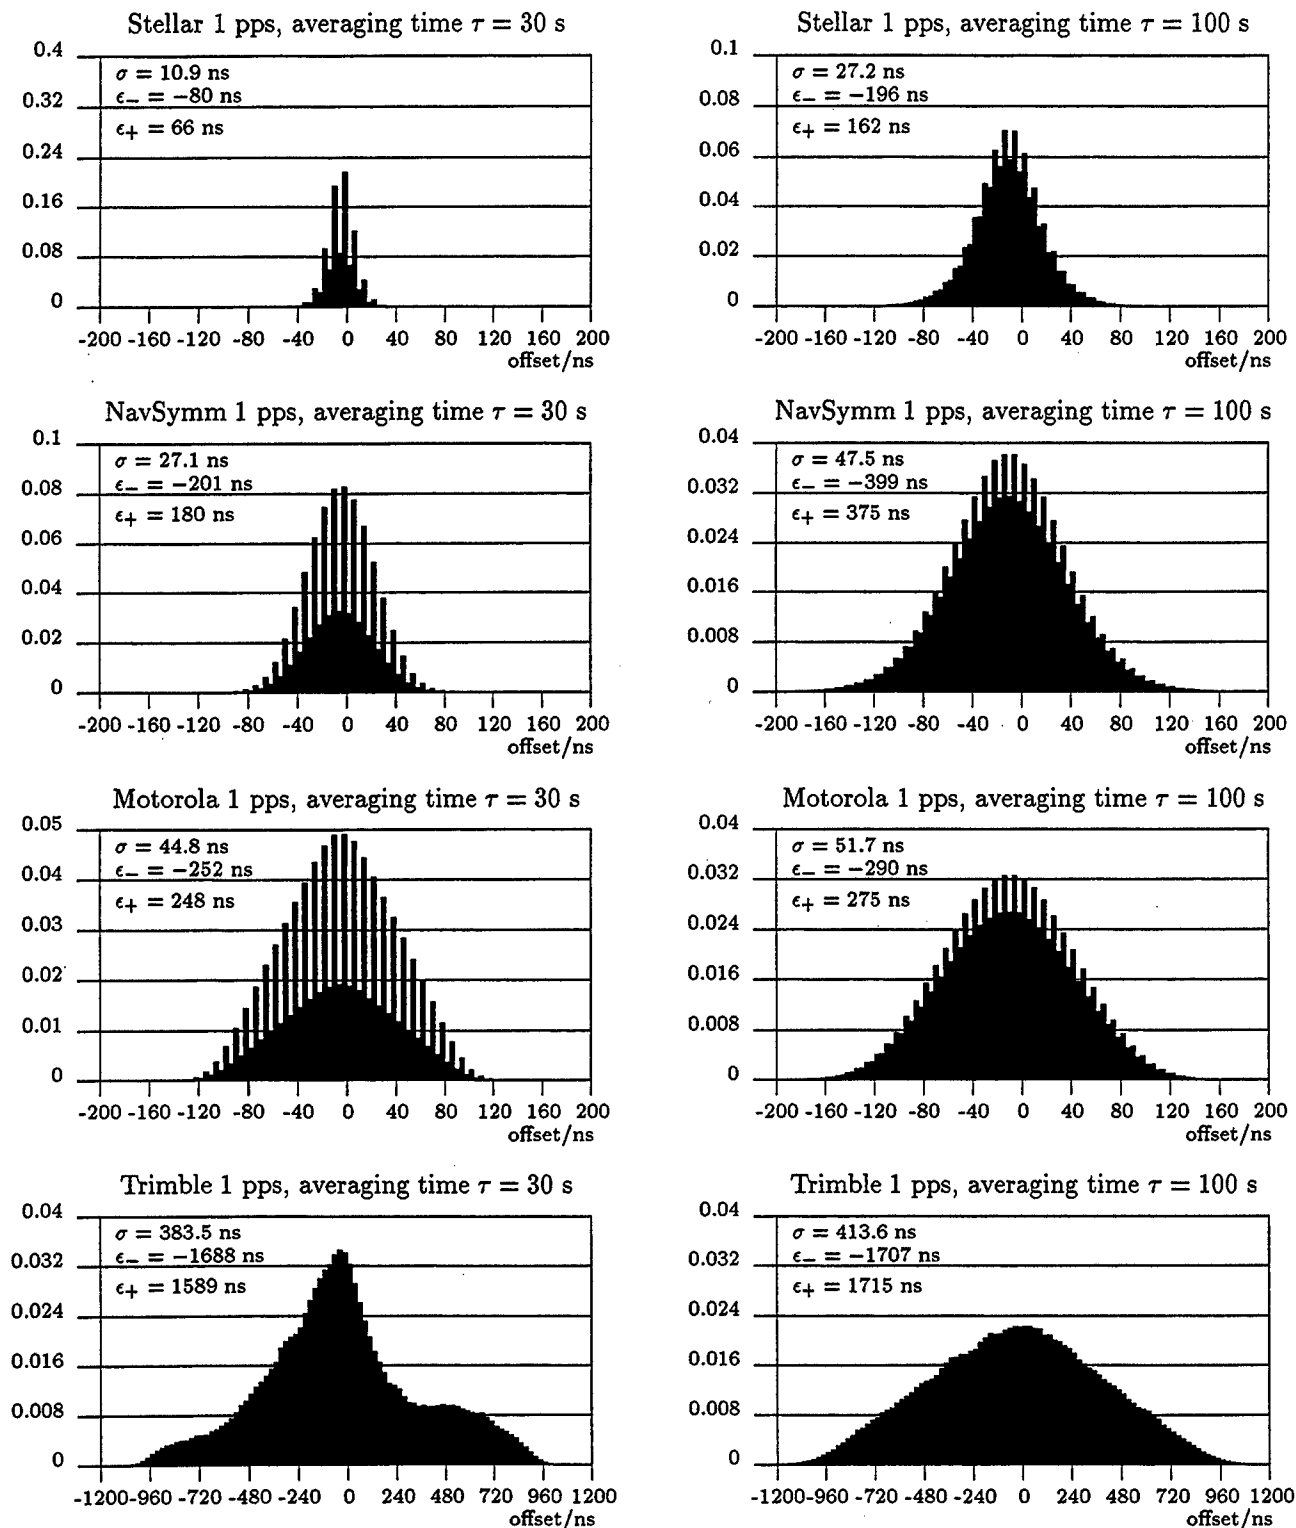 Stellar 1 pps, averaging time τ = 30 s
0.4
0.32
0.24
0.16
0.08
0
σ = 10.9 ns
ϵ− = −80 ns
ϵ+ = 66 ns
-200 -160 -120 -80 -40 0 40 80 120 160 200
offset/ns
Stellar 1 pps, averaging time τ = 100 s
0.1
0.08
0.06
0.04
0.02
0
σ = 27.2 ns
ϵ− = −196 ns
ϵ+ = 162 ns
-200 -160 -120 -80 -40 0 40 80 120 160 200
offset/ns
NavSymm 1 pps, averaging time τ = 30 s
0.1
0.08
0.06
0.04
0.02
0
σ = 27.1 ns
ϵ− = −201 ns
ϵ+ = 180 ns
-200 -160 -120 -80 -40 0 40 80 120 160 200
offset/ns
NavSymm 1 pps, averaging time τ = 100 s
0.04
0.032
0.024
0.016
0.008
0
σ = 47.5 ns
ϵ− = −399 ns
ϵ+ = 375 ns
-200 -160 -120 -80 -40 0 40 80 120 160 200
offset/ns
Motorola 1 pps, averaging time τ = 30 s
0.05
0.04
0.03
0.02
0.01
0
σ = 44.8 ns
ϵ− = −252 ns
ϵ+ = 248 ns
-200 -160 -120 -80 -40 0 40 80 120 160 200
offset/ns
Motorola 1 pps, averaging time τ = 100 s
0.04
0.032
0.024
0.016
0.008
0
σ = 51.7 ns
ϵ− = −290 ns
ϵ+ = 275 ns
-200 -160 -120 -80 -40 0 40 80 120 160 200
offset/ns
Trimble 1 pps, averaging time τ = 30 s
0.04
0.032
0.024
0.016
0.008
0
σ = 383.5 ns
ϵ− = −1688 ns
ϵ+ = 1589 ns
-1200 -960 -720 -480 -240 0 240 480 720 960 1200
offset/ns
Trimble 1 pps, averaging time τ = 100 s
0.04
0.032
0.024
0.016
0.008
0
σ = 413.6 ns
ϵ− = −1707 ns
ϵ+ = 1715 ns
-1200 -960 -720 -480 -240 0 240 480 720 960 1200
offset/ns